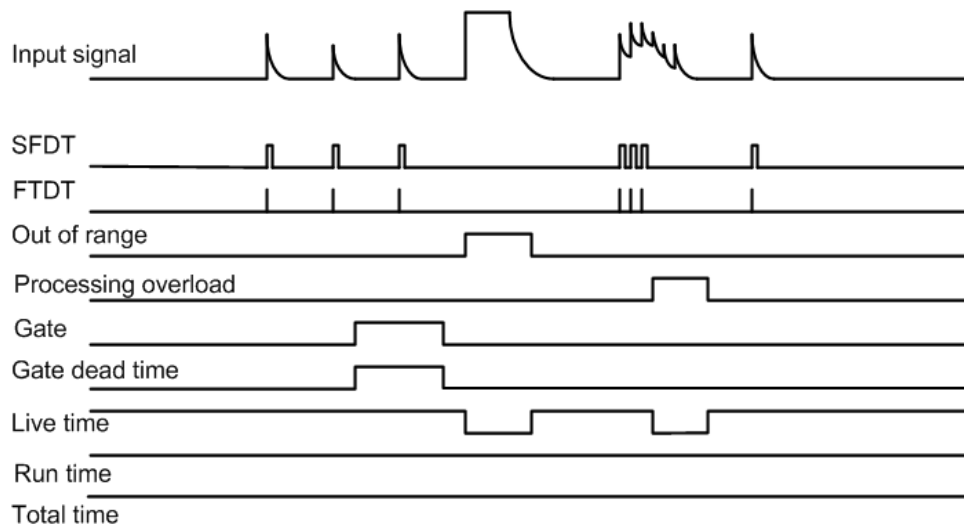 Input signal
SFDT
FTDT
Out of range
Processing overload
Gate
Gate dead time
Live time
Run time
Total time